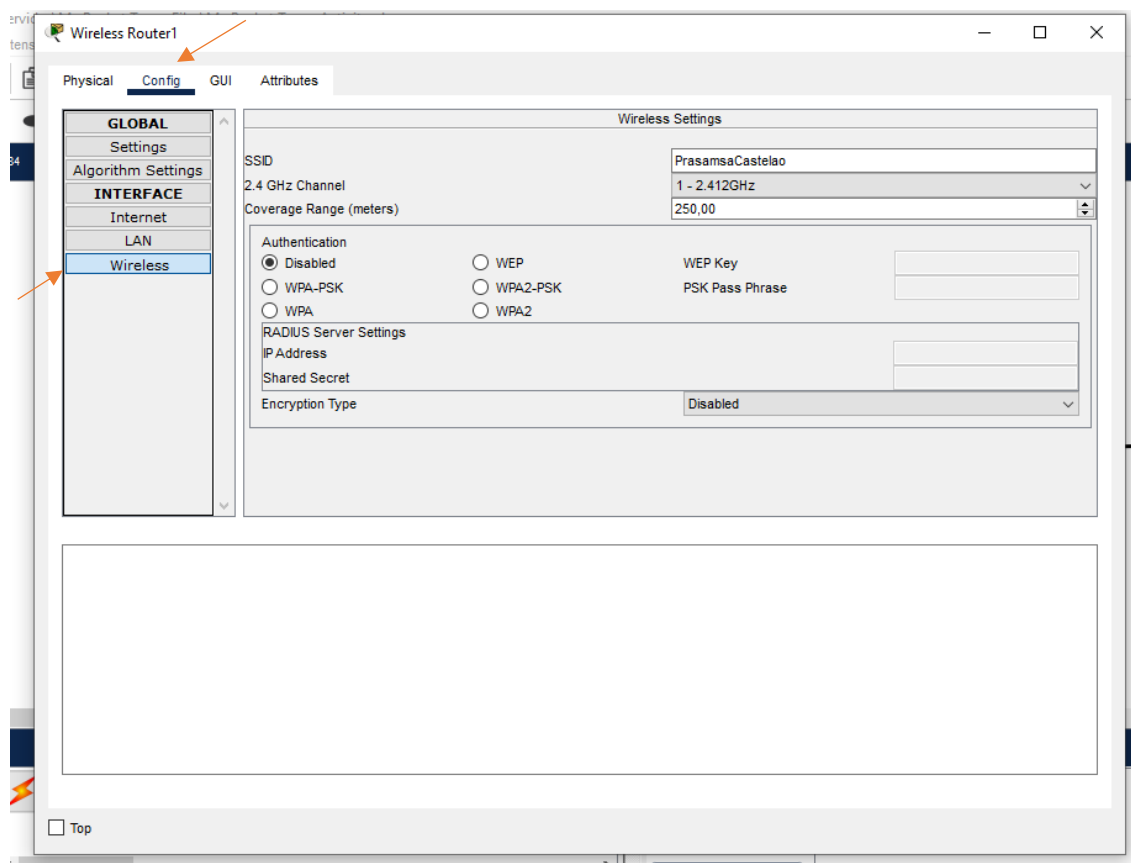 Wireless Router1
Physical Config GUI Attributes
GLOBAL
Settings
Algorithm Settings
INTERFACE
Internet
LAN
Wireless
Wireless Settings
SSID PrasamsaCastelao
2.4 GHz Channel 1 - 2.412GHz
Coverage Range (meters) 250,00
Authentication
Disabled WEP WEP Key
WPA-PSK WPA2-PSK PSK Pass Phrase
WPA WPA2
RADIUS Server Settings
IP Address
Shared Secret
Encryption Type Disabled
Top